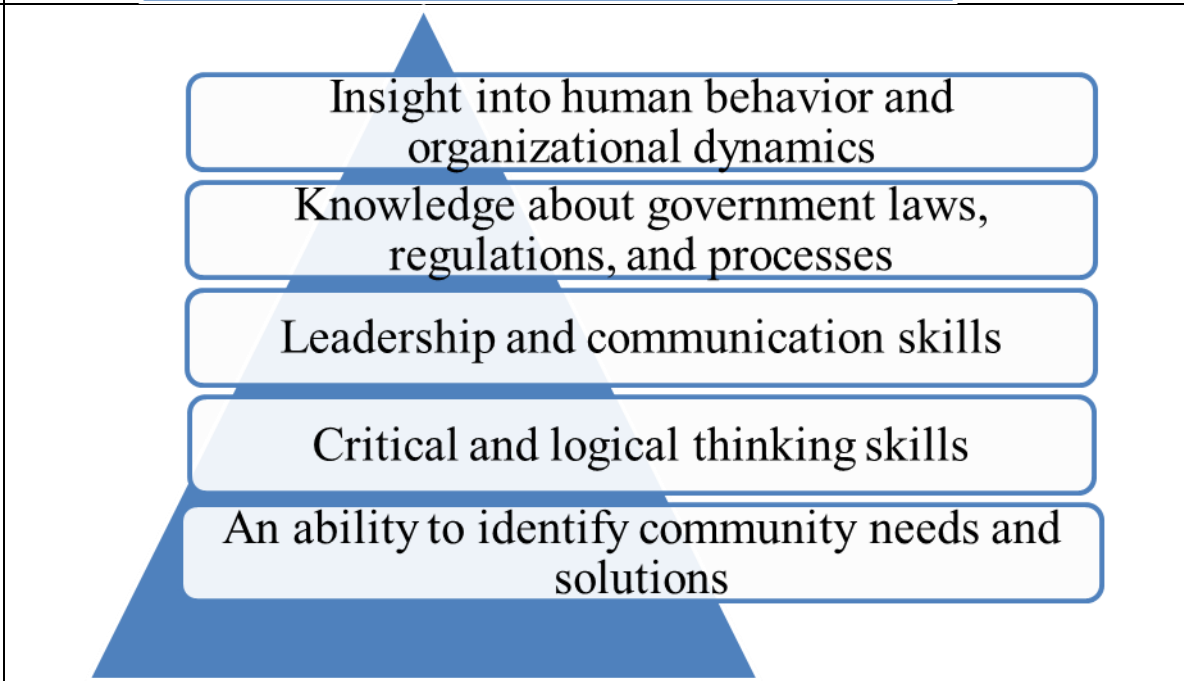 Insight into human behavior and
organizational dynamics
Knowledge about government laws,
regulations, and processes
Leadership and communication skills
Critical and logical thinking skills
An ability to identify community needs and
solutions